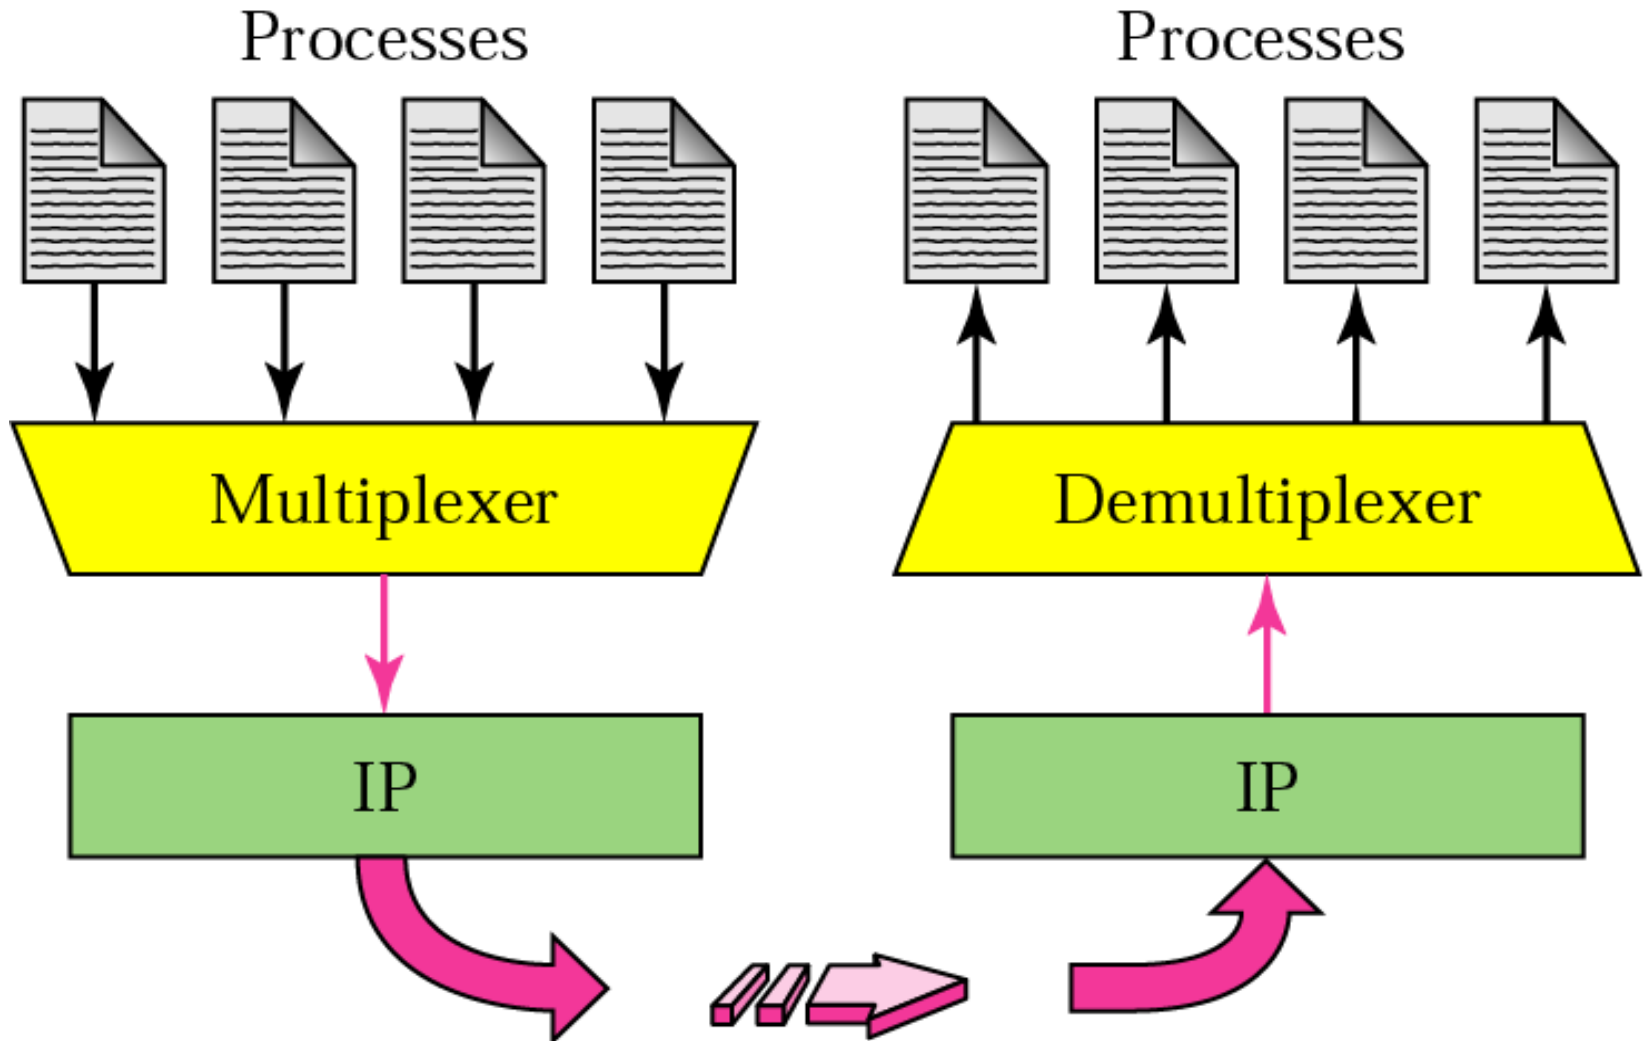 Processes
Processes
Multiplexer
Demultiplexer
IP
IP